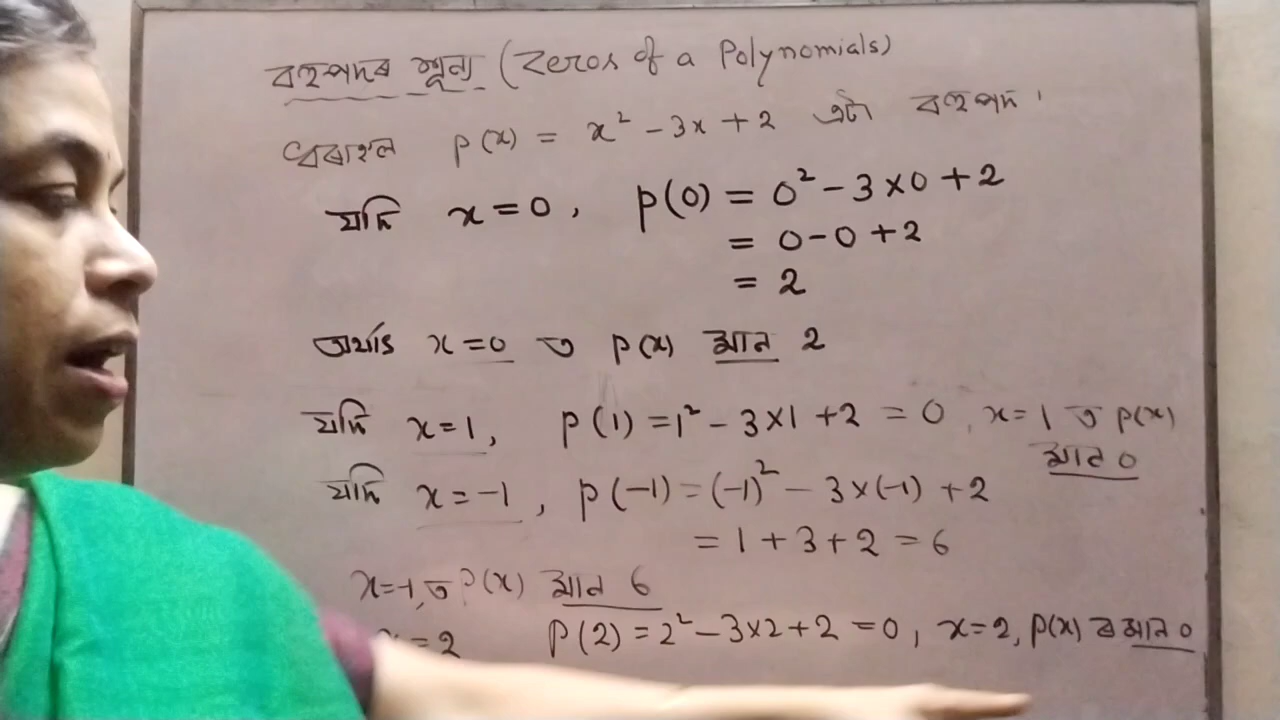 বহুপদৰ শূন্য (Zeros of a Polynomials)
ধৰাহল p(x) = x² - 3x + 2 এটা বহুপদ।
যদি x = 0, p(0) = 0² - 3 × 0 + 2
= 0 - 0 + 2
= 2
অৰ্থাৎ x = 0 ত p(x) মান 2
যদি x = 1, p(1) = 1² - 3×1 + 2 = 0, x = 1 ত p(x)
মান 0
যদি x = -1, p(-1) = (-1)² - 3×(-1) + 2
= 1 + 3 + 2 = 6
x = -1, ত p(x) মান 6
= 2 p(2) = 2² - 3×2 + 2 = 0, x = 2, p(x) ৰ মান 0